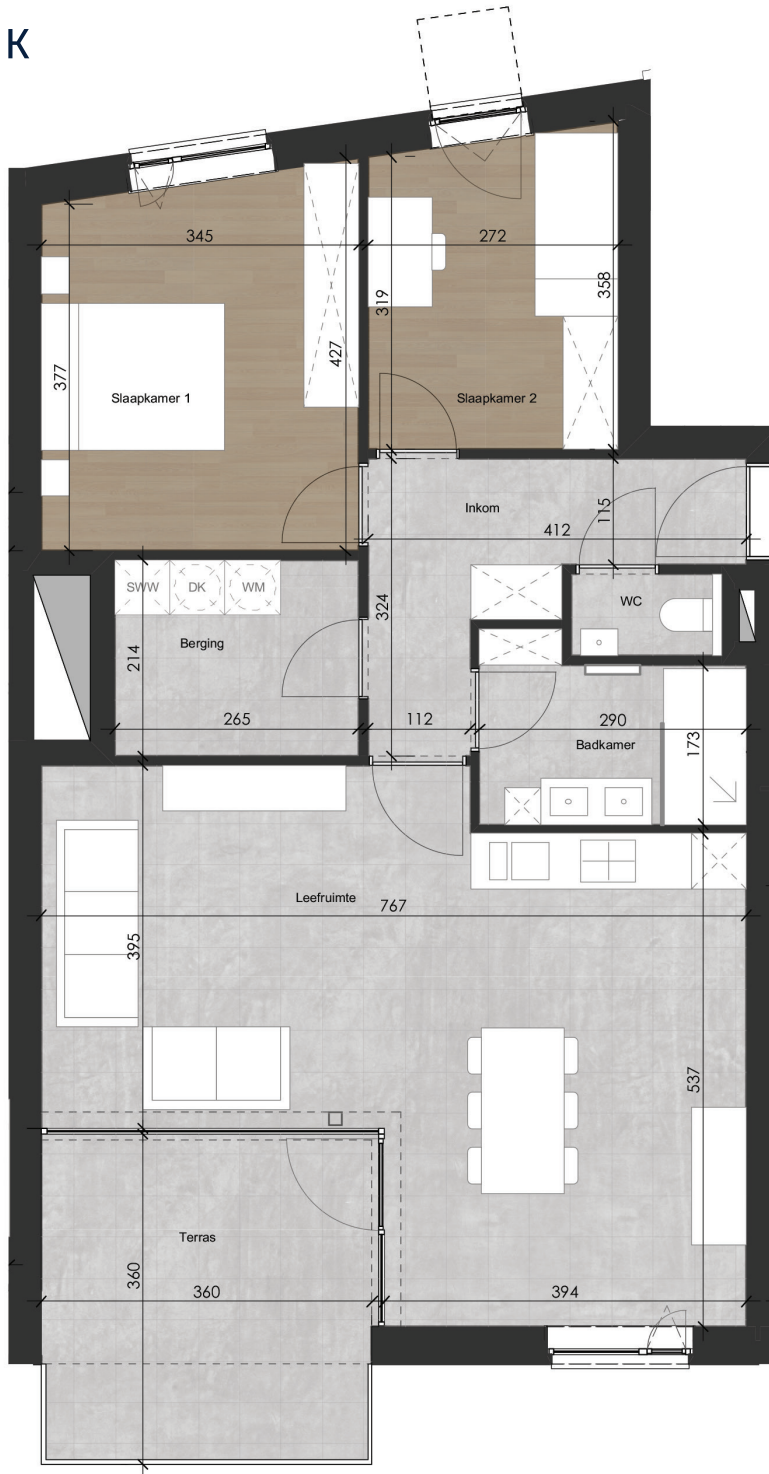 K
345
272
319
358
427
377
Slaapkamer 1
Slaapkamer 2
Inkom
115
412
SWW
DK
WM
WC
324
Berging
214
265
112
290
Badkamer
173
Leefruimte
767
395
537
Terras
360
360
394